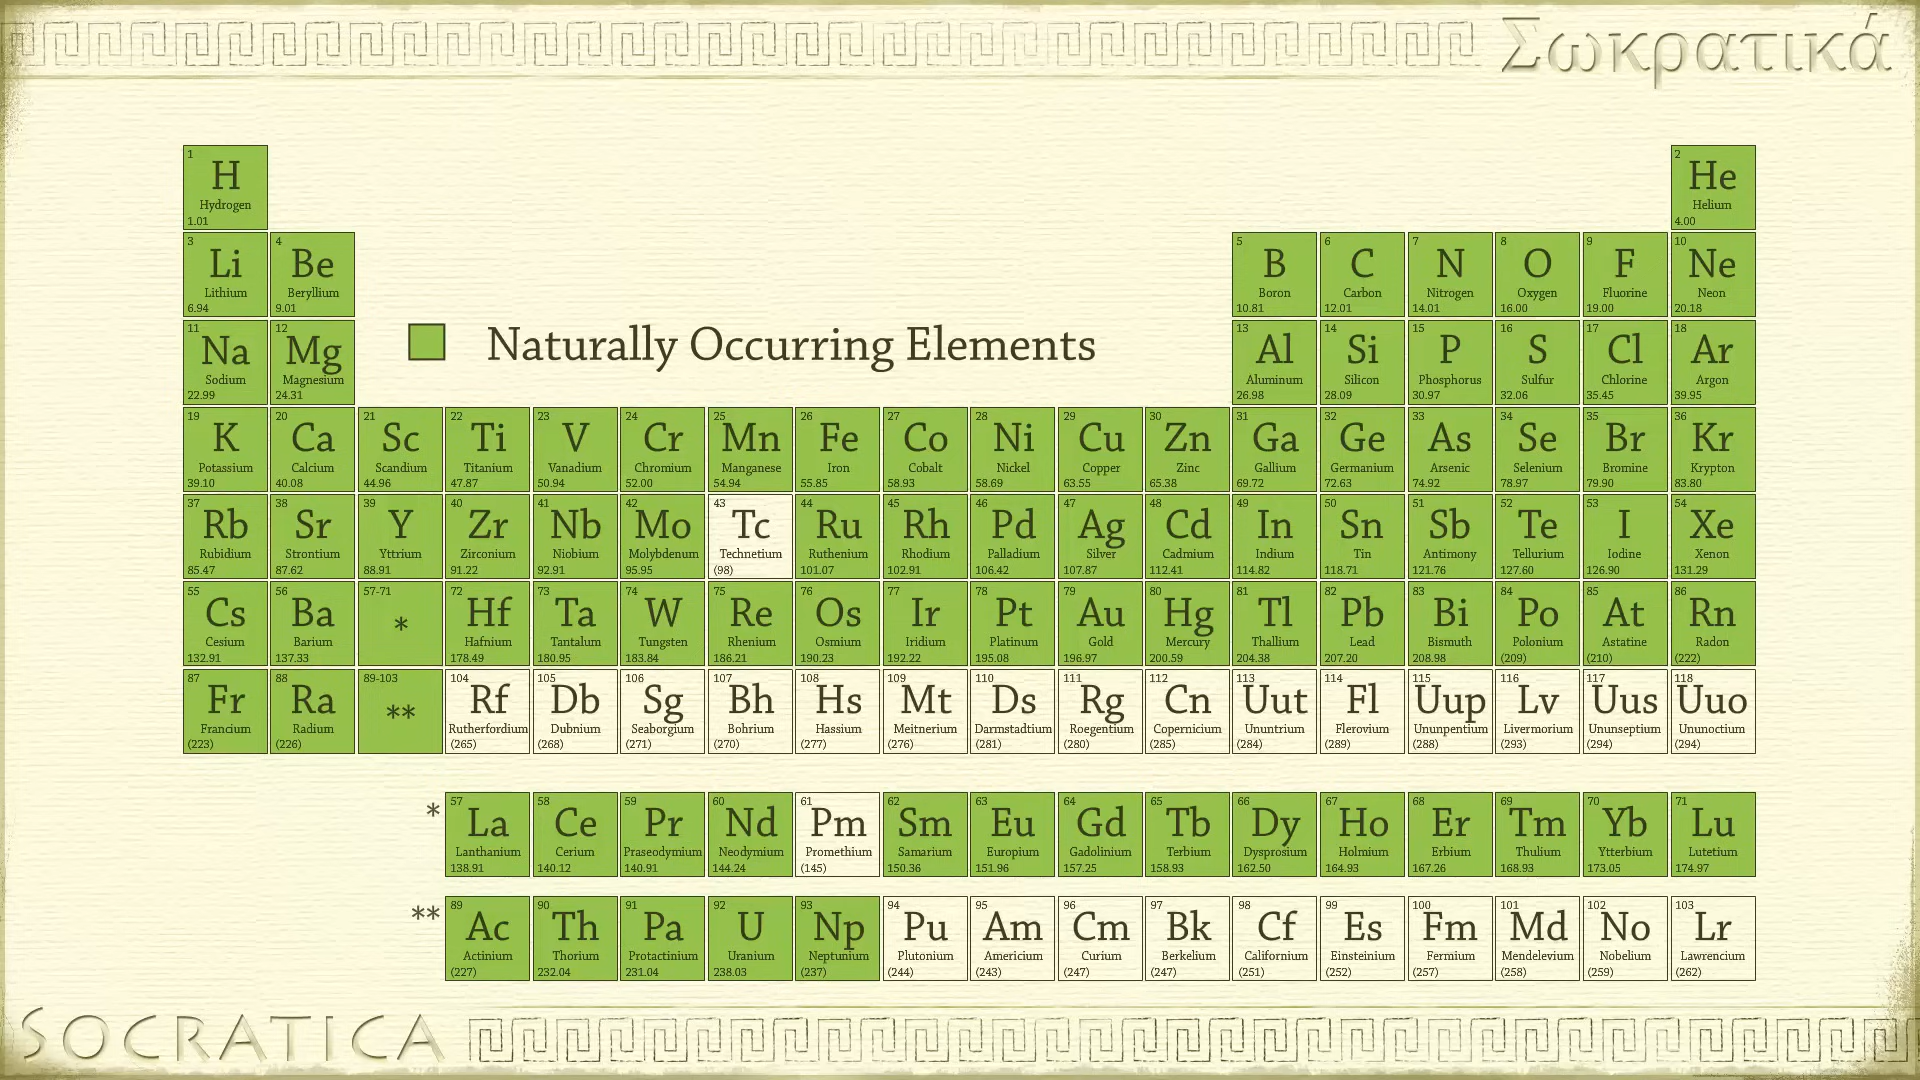 Σωκρατικά
1 2
H He
Hydrogen Helium
1.01 4.00
3 4 5 6 7 8 9 10
Li Be B C N O F Ne
Lithium Beryllium Boron Carbon Nitrogen Oxygen Fluorine Neon
6.94 9.01 10.81 12.01 14.01 16.00 19.00 20.18
Naturally Occurring Elements
11 12 13 14 15 16 17 18
Na Mg Al Si P S Cl Ar
Sodium Magnesium Aluminum Silicon Phosphorus Sulfur Chlorine Argon
22.99 24.31 26.98 28.09 30.97 32.06 35.45 39.95
19 20 21 22 23 24 25 26 27 28 29 30 31 32 33 34 35 36
K Ca Sc Ti V Cr Mn Fe Co Ni Cu Zn Ga Ge As Se Br Kr
Potassium Calcium Scandium Titanium Vanadium Chromium Manganese Iron Cobalt Nickel Copper Zinc Gallium Germanium Arsenic Selenium Bromine Krypton
39.10 40.08 44.96 47.87 50.94 52.00 54.94 55.85 58.93 58.69 63.55 65.38 69.72 72.63 74.92 78.97 79.90 83.80
37 38 39 40 41 42 43 44 45 46 47 48 49 50 51 52 53 54
Rb Sr Y Zr Nb Mo Tc Ru Rh Pd Ag Cd In Sn Sb Te I Xe
Rubidium Strontium Yttrium Zirconium Niobium Molybdenum Technetium Ruthenium Rhodium Palladium Silver Cadmium Indium Tin Antimony Tellurium Iodine Xenon
85.47 87.62 88.91 91.22 92.91 95.95 (98) 101.07 102.91 106.42 107.87 112.41 114.82 118.71 121.76 127.60 126.90 131.29
55 56 57-71 72 73 74 75 76 77 78 79 80 81 82 83 84 85 86
Cs Ba * Hf Ta W Re Os Ir Pt Au Hg Tl Pb Bi Po At Rn
Cesium Barium Hafnium Tantalum Tungsten Rhenium Osmium Iridium Platinum Gold Mercury Thallium Lead Bismuth Polonium Astatine Radon
132.91 137.33 178.49 180.95 183.84 186.21 190.23 192.22 195.08 196.97 200.59 204.38 207.20 208.98 (209) (210) (222)
87 88 89-103 104 105 106 107 108 109 110 111 112 113 114 115 116 117 118
Fr Ra ** Rf Db Sg Bh Hs Mt Ds Rg Cn Uut Fl Uup Lv Uus Uuo
Francium Radium Rutherfordium Dubnium Seaborgium Bohrium Hassium Meitnerium Darmstadtium Roegentium Copernicium Ununtrium Flerovium Ununpentium Livermorium Ununseptium Ununoctium
(223) (226) (265) (268) (271) (270) (277) (276) (281) (280) (285) (284) (289) (288) (293) (294) (294)
57 58 59 60 61 62 63 64 65 66 67 68 69 70 71
* La Ce Pr Nd Pm Sm Eu Gd Tb Dy Ho Er Tm Yb Lu
Lanthanium Cerium Praseodymium Neodymium Promethium Samarium Europium Gadolinium Terbium Dysprosium Holmium Erbium Thulium Ytterbium Lutetium
138.91 140.12 140.91 144.24 (145) 150.36 151.96 157.25 158.93 162.50 164.93 167.26 168.93 173.05 174.97
89 90 91 92 93 94 95 96 97 98 99 100 101 102 103
** Ac Th Pa U Np Pu Am Cm Bk Cf Es Fm Md No Lr
Actinium Thorium Protactinium Uranium Neptunium Plutonium Americium Curium Berkelium Californium Einsteinium Fermium Mendelevium Nobelium Lawrencium
(227) 232.04 231.04 238.03 (237) (244) (243) (247) (247) (251) (252) (257) (258) (259) (262)
SOCRATICA